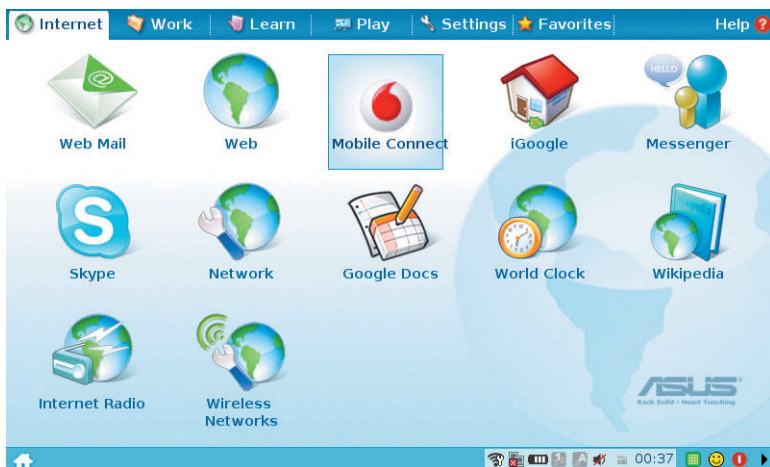 Internet Work Learn Play Settings Favorites Help ?
HELLO
Web Mail Web Mobile Connect iGoogle Messenger
Skype Network Google Docs World Clock Wikipedia
Internet Radio Wireless
Networks
ASUS
Rock Solid • Heart Touching
00:37